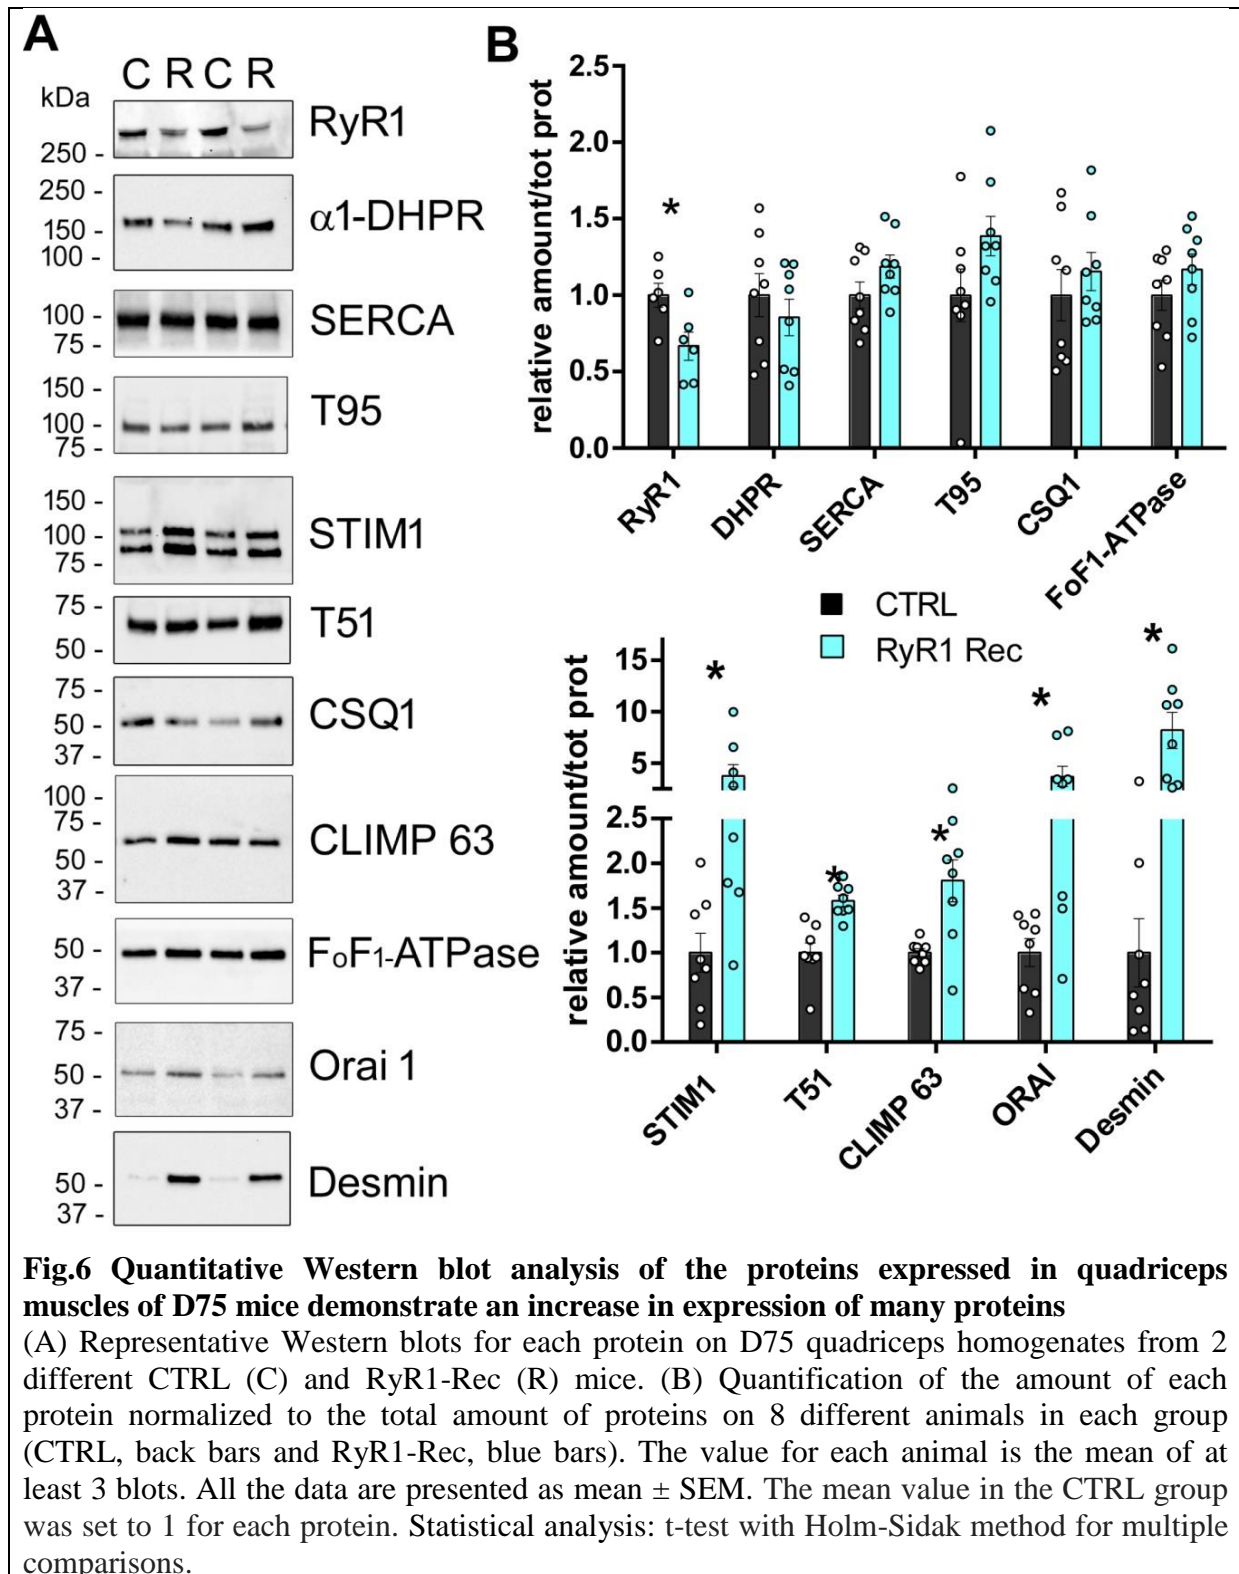 A
C R C R
kDa
250 -
RyR1
250 -
150 -
100 -
α1-DHPR
100 -
75 -
SERCA
150 -
100 -
75 -
T95
150 -
100 -
75 -
STIM1
75 -
50 -
T51
75 -
50 -
37 -
CSQ1
100 -
75 -
50 -
37 -
CLIMP 63
50 -
37 -
FoF1-ATPase
75 -
50 -
37 -
Orai 1
50 -
37 -
Desmin
B
relative amount/tot prot
2.5
2.0
1.5
1.0
0.5
0.0
*
RyR1
DHPR
SERCA
T95
CSQ1
FoF1-ATPase
CTRL
RyR1 Rec
relative amount/tot prot
15
10
5
2.5
2.0
1.5
1.0
0.5
0.0
*
*
*
*
*
STIM1
T51
CLIMP 63
ORAI
Desmin
Fig.6 Quantitative Western blot analysis of the proteins expressed in quadriceps
muscles of D75 mice demonstrate an increase in expression of many proteins
(A) Representative Western blots for each protein on D75 quadriceps homogenates from 2
different CTRL (C) and RyR1-Rec (R) mice. (B) Quantification of the amount of each
protein normalized to the total amount of proteins on 8 different animals in each group
(CTRL, back bars and RyR1-Rec, blue bars). The value for each animal is the mean of at
least 3 blots. All the data are presented as mean ± SEM. The mean value in the CTRL group
was set to 1 for each protein. Statistical analysis: t-test with Holm-Sidak method for multiple
comparisons.